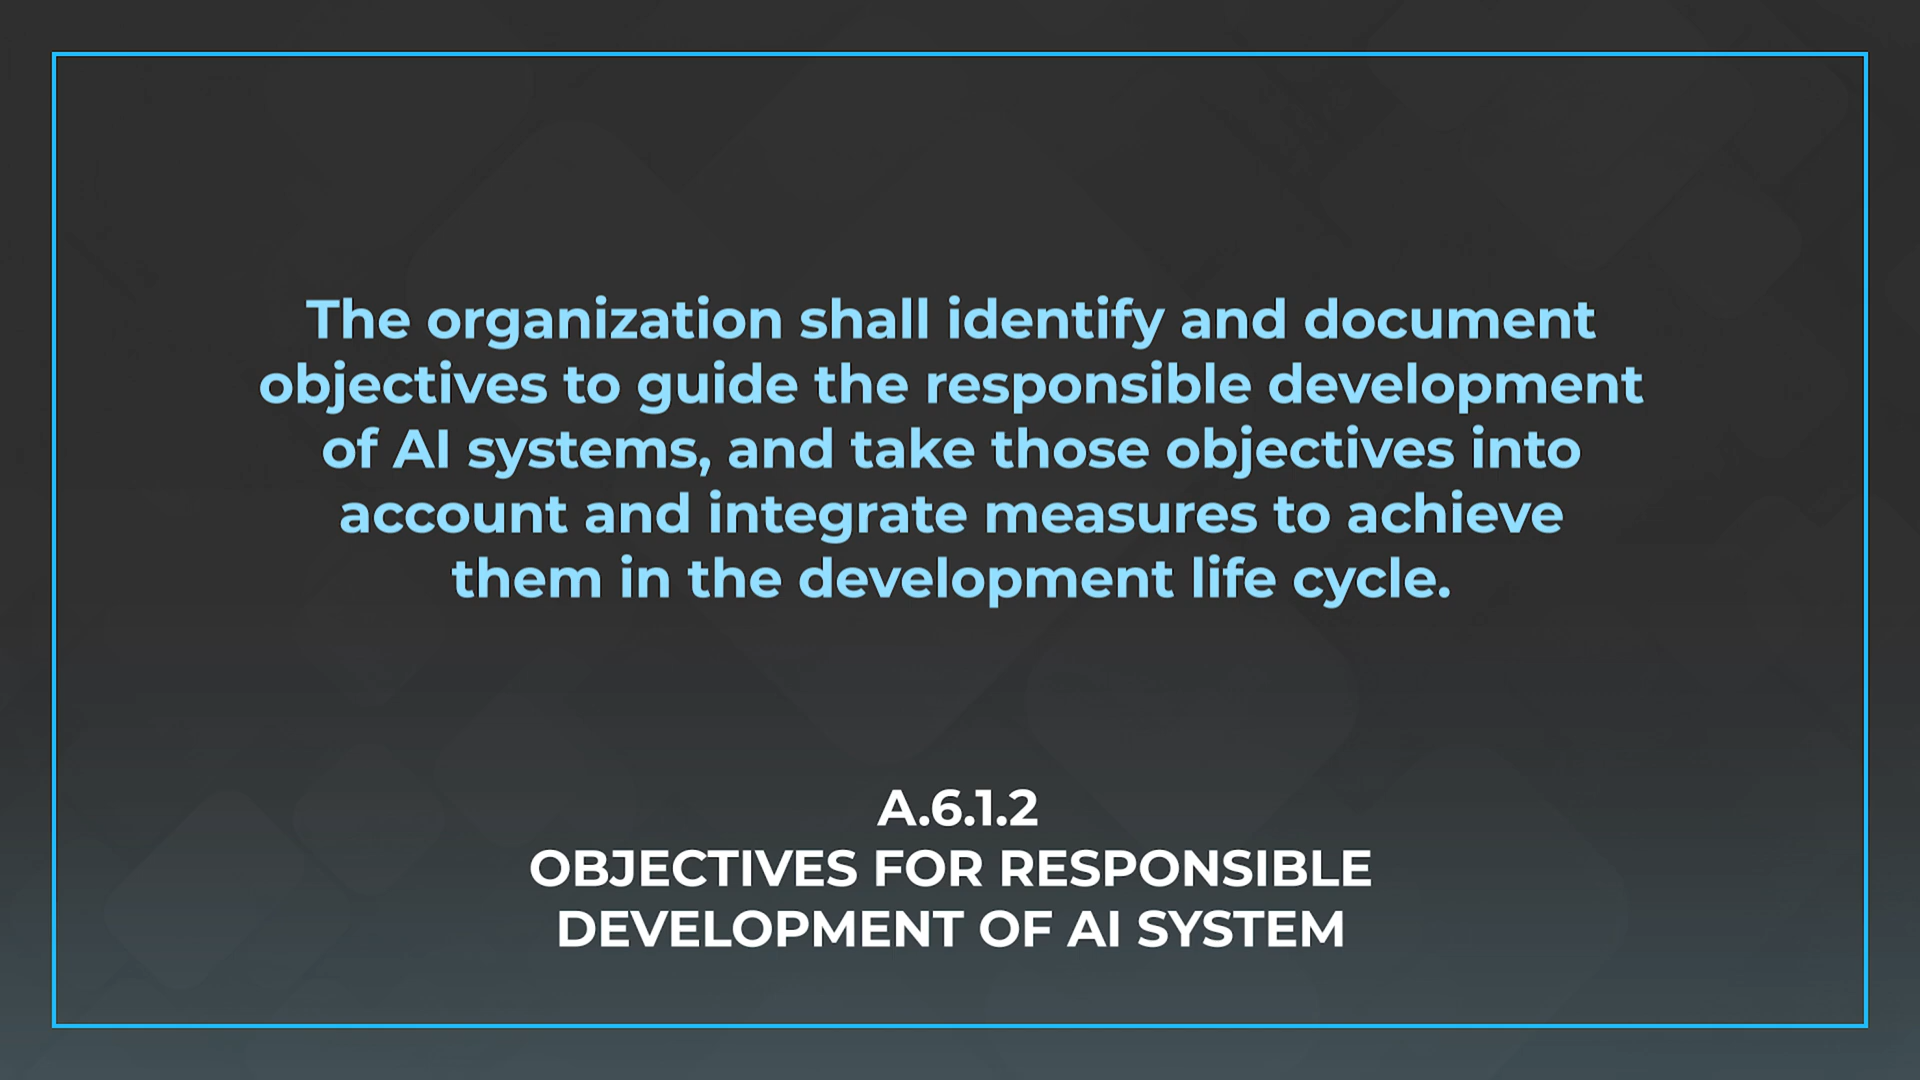 The organization shall identify and document
objectives to guide the responsible development
of AI systems, and take those objectives into
account and integrate measures to achieve
them in the development life cycle.
A.6.1.2
OBJECTIVES FOR RESPONSIBLE
DEVELOPMENT OF AI SYSTEM